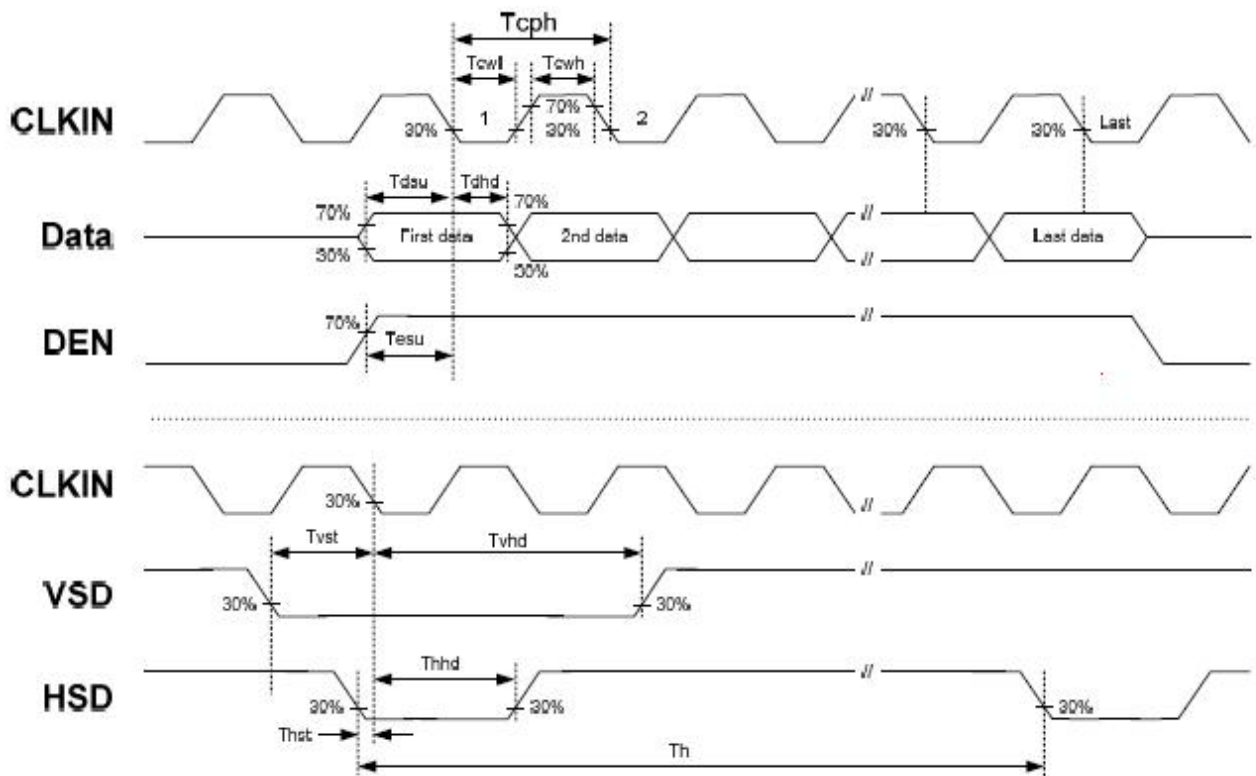 Tcph
Tcwl Tcwh
CLKIN 30% 1 70% 30% 2 30% 30% Last
Tdsu Tdhd
70% 70%
Data First data 2nd data Last data
30% 30%
DEN 70% Tesu
CLKIN 30%
Tvst Tvhd
VSD 30% 30%
Thhd
HSD 30% 30% 30%
Thst
Th